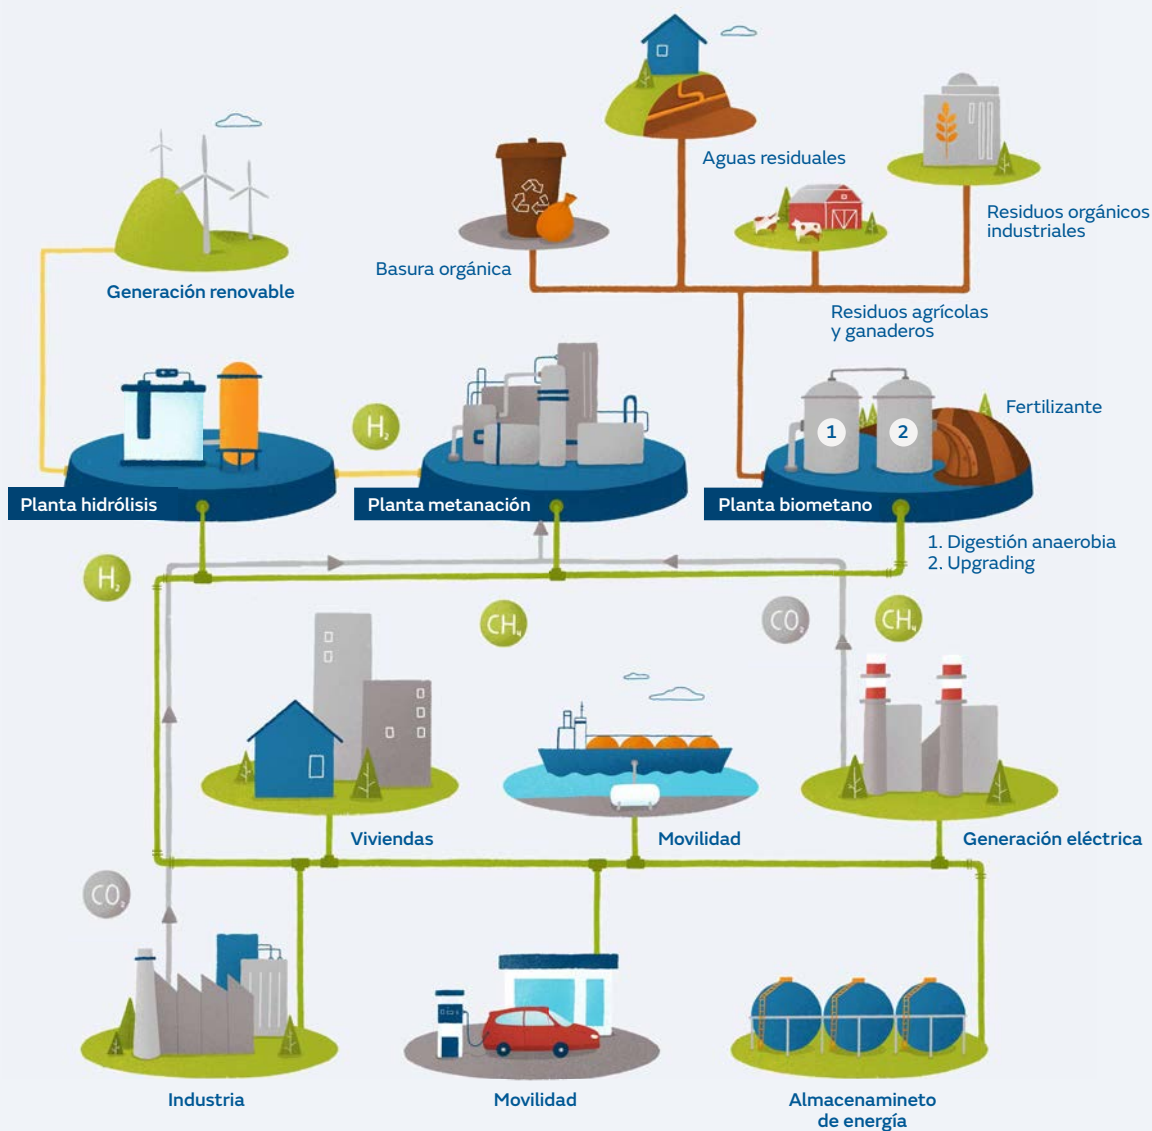 Aguas residuales
Residuos orgánicos
industriales
Basura orgánica
Generación renovable
Residuos agrícolas
y ganaderos
Fertilizante
1
2
H₂
Planta hidrólisis
Planta metanación
Planta biometano
1. Digestión anaerobia
2. Upgrading
H₂
CH₄
CO₂
CH₄
Viviendas
Movilidad
Generación eléctrica
CO₂
Industria
Movilidad
Almacenamineto
de energía